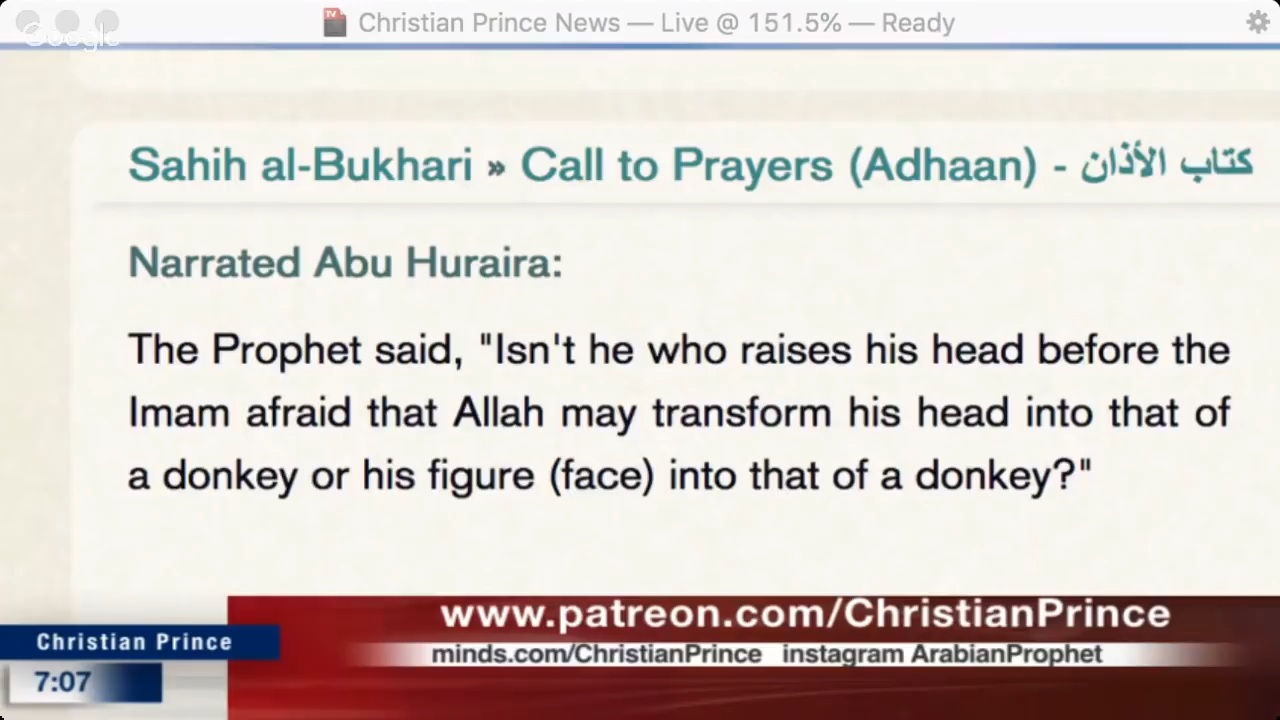 Christian Prince News — Live @ 151.5% — Ready
Google
Sahih al-Bukhari » Call to Prayers (Adhaan) - كتاب الأذان
Narrated Abu Huraira:
The Prophet said, "Isn't he who raises his head before the
Imam afraid that Allah may transform his head into that of
a donkey or his figure (face) into that of a donkey?"
www.patreon.com/ChristianPrince
Christian Prince
minds.com/ChristianPrince instagram ArabianProphet
7:07